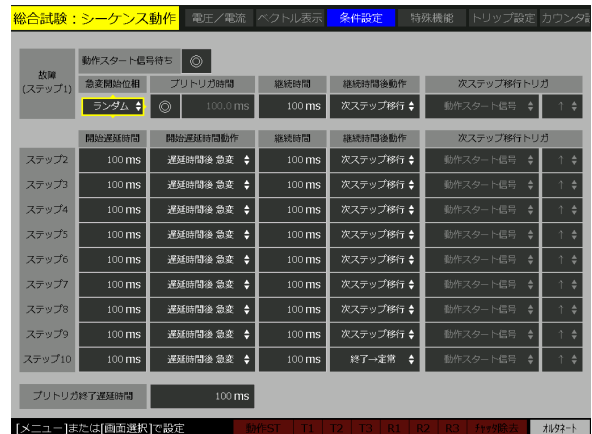 総合試験：シーケンス動作 電圧／電流 ベクトル表示 条件設定 特殊機能 トリップ設定 カウンタ
故障 (ステップ1) 動作スタート信号待ち ◎
急変開始位相 プリトリガ時間 継続時間 継続時間後動作 次ステップ移行トリガ
ランダム ◎ 100.0 ms 100 ms 次ステップ移行 動作スタート信号 ↑
開始遅延時間 開始遅延時間動作 継続時間 継続時間後動作 次ステップ移行トリガ
ステップ2 100 ms 遅延時間後 急変 100 ms 次ステップ移行 動作スタート信号 ↑
ステップ3 100 ms 遅延時間後 急変 100 ms 次ステップ移行 動作スタート信号 ↑
ステップ4 100 ms 遅延時間後 急変 100 ms 次ステップ移行 動作スタート信号 ↑
ステップ5 100 ms 遅延時間後 急変 100 ms 次ステップ移行 動作スタート信号 ↑
ステップ6 100 ms 遅延時間後 急変 100 ms 次ステップ移行 動作スタート信号 ↑
ステップ7 100 ms 遅延時間後 急変 100 ms 次ステップ移行 動作スタート信号 ↑
ステップ8 100 ms 遅延時間後 急変 100 ms 次ステップ移行 動作スタート信号 ↑
ステップ9 100 ms 遅延時間後 急変 100 ms 次ステップ移行 動作スタート信号 ↑
ステップ10 100 ms 遅延時間後 急変 100 ms 終了→定常 動作スタート信号 ↑
プリトリガ終了遅延時間 100 ms
[メニュー]または[画面選択]で設定 動作ST T1 T2 T3 R1 R2 R3 チャタ除去 オルタネート